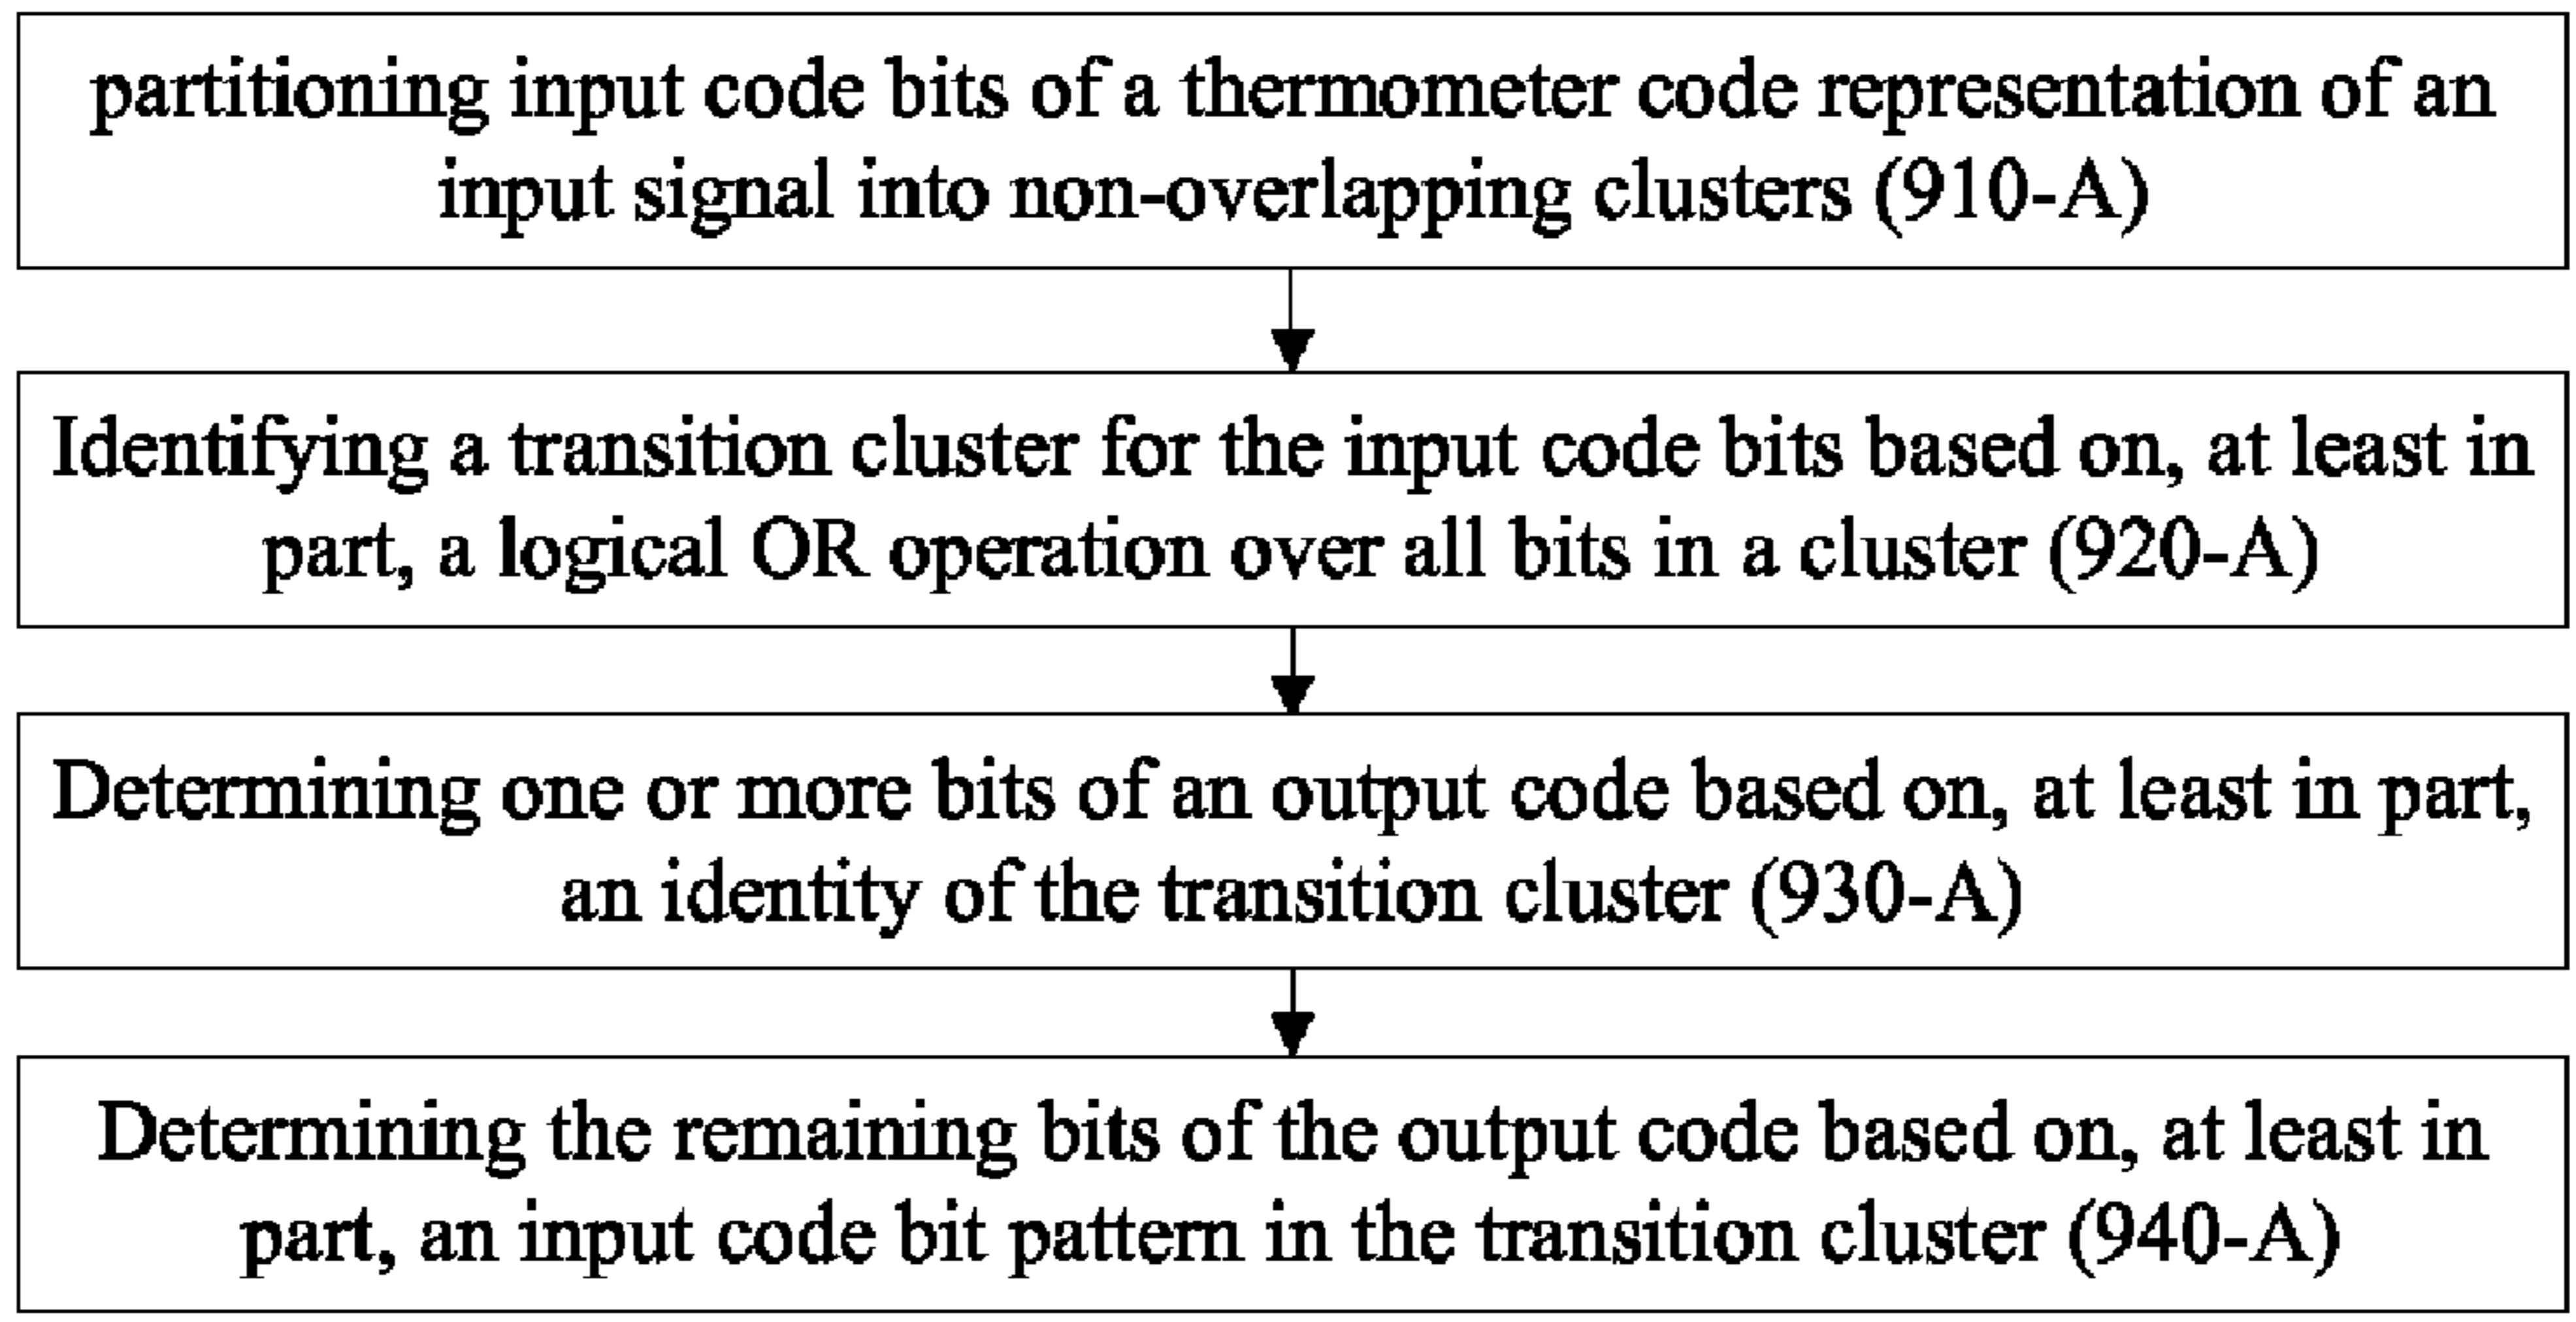 partitioning input code bits of a thermometer code representation of an
input signal into non-overlapping clusters (910-A)
Identifying a transition cluster for the input code bits based on, at least in
part, a logical OR operation over all bits in a cluster (920-A)
Determining one or more bits of an output code based on, at least in part,
an identity of the transition cluster (930-A)
Determining the remaining bits of the output code based on, at least in
part, an input code bit pattern in the transition cluster (940-A)